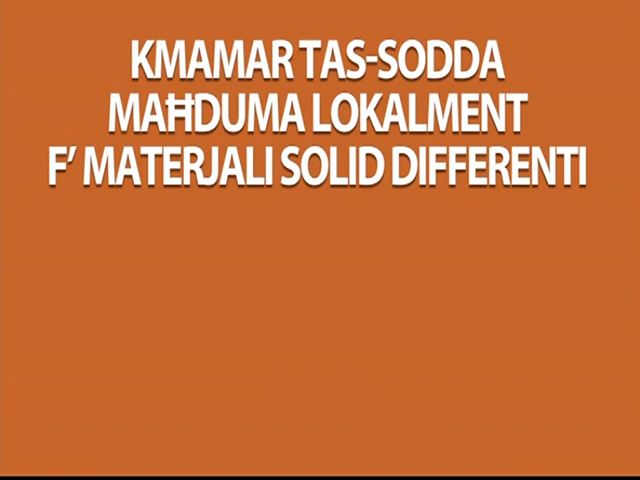 KMAMAR TAS-SODDA
MAĦDUMA LOKALMENT
F' MATERJALI SOLID DIFFERENTI